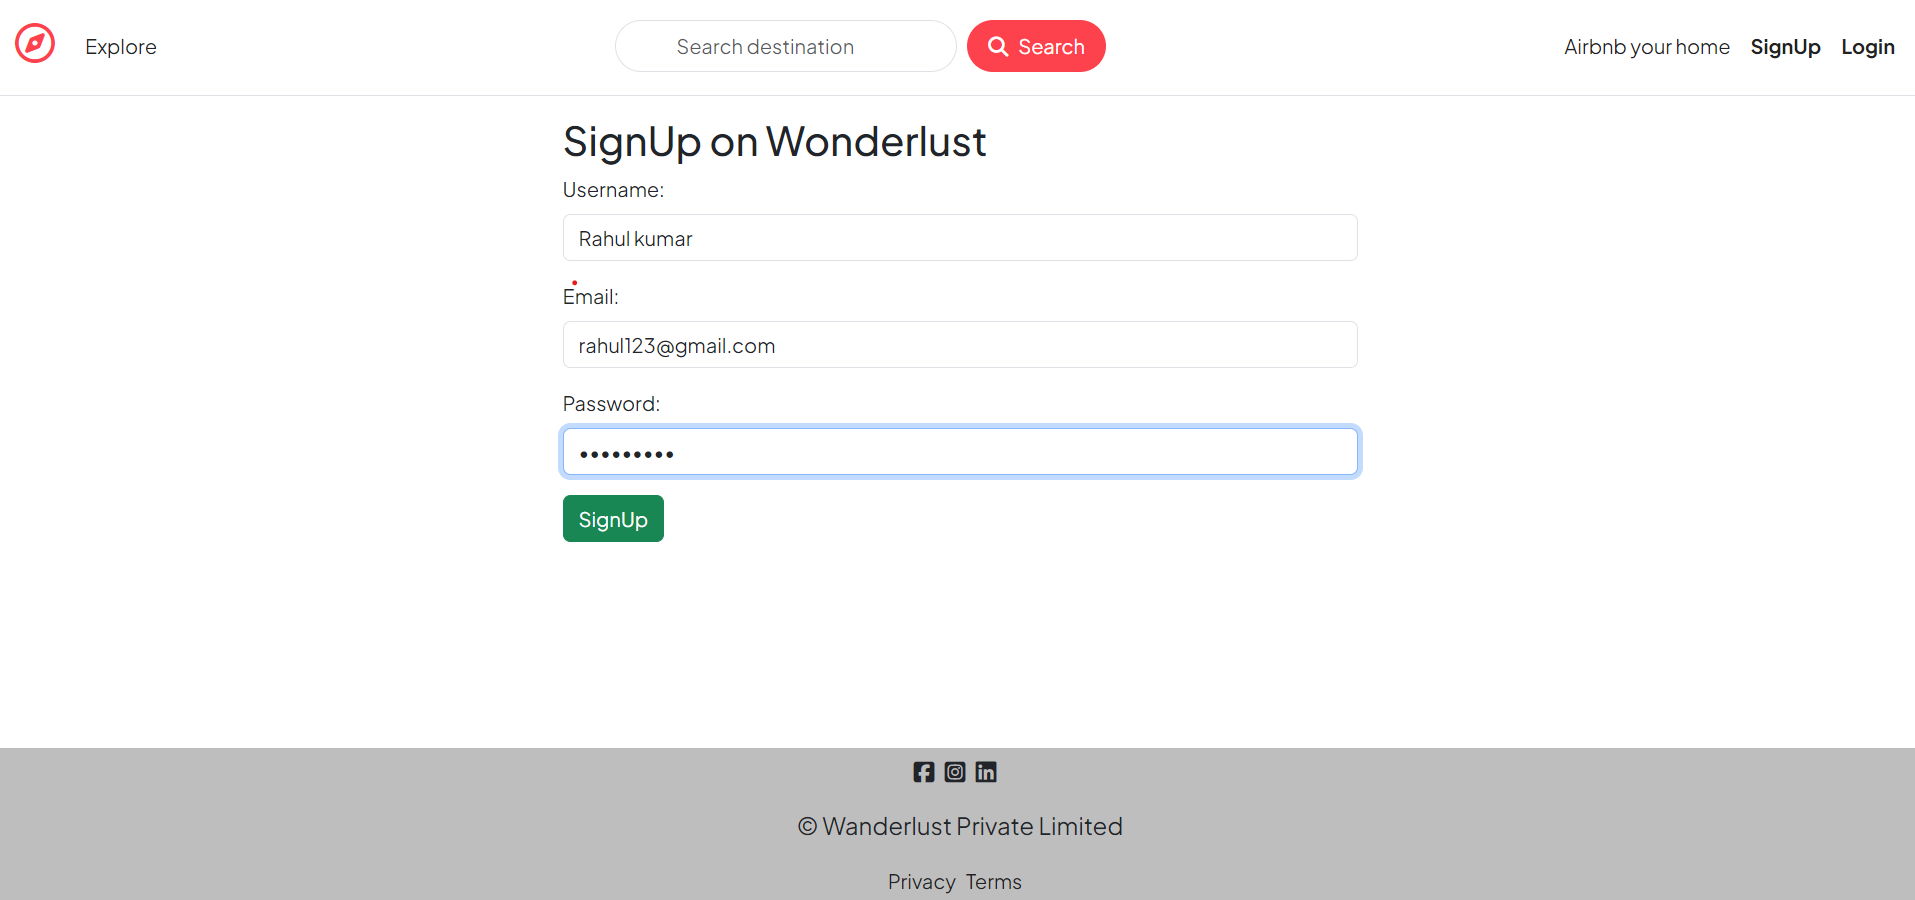 Explore
Search destination
Search
Airbnb your home
SignUp
Login
SignUp on Wonderlust
Username:
Rahul kumar
Email:
rahul123@gmail.com
Password:
•••••••••
SignUp
© Wanderlust Private Limited
Privacy Terms